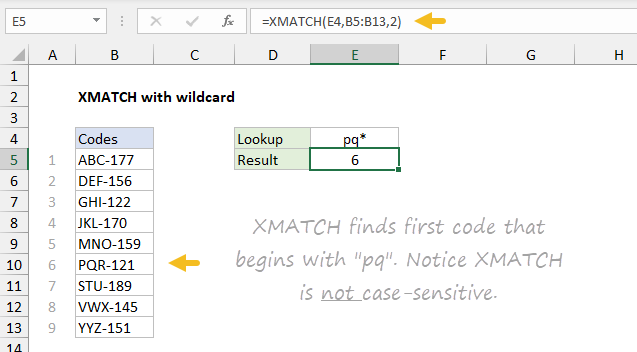 E5 =XMATCH(E4,B5:B13,2)
A B C D E F G H
1
2 XMATCH with wildcard
3
4 Codes Lookup pq*
5 1 ABC-177 Result 6
6 2 DEF-156
7 3 GHI-122
8 4 JKL-170
9 5 MNO-159
10 6 PQR-121
11 7 STU-189
12 8 VWX-145
13 9 YYZ-151
14
XMATCH finds first code that
begins with "pq". Notice XMATCH
is not case-sensitive.